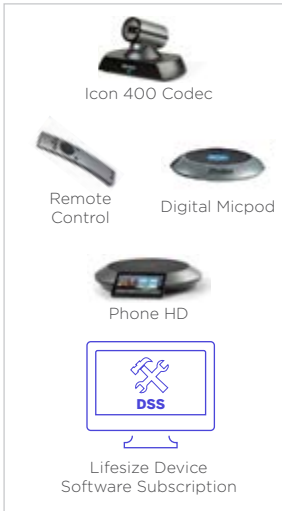 Icon 400 Codec
Remote
Control
Digital Micpod
Phone HD
DSS
Lifesize Device
Software Subscription